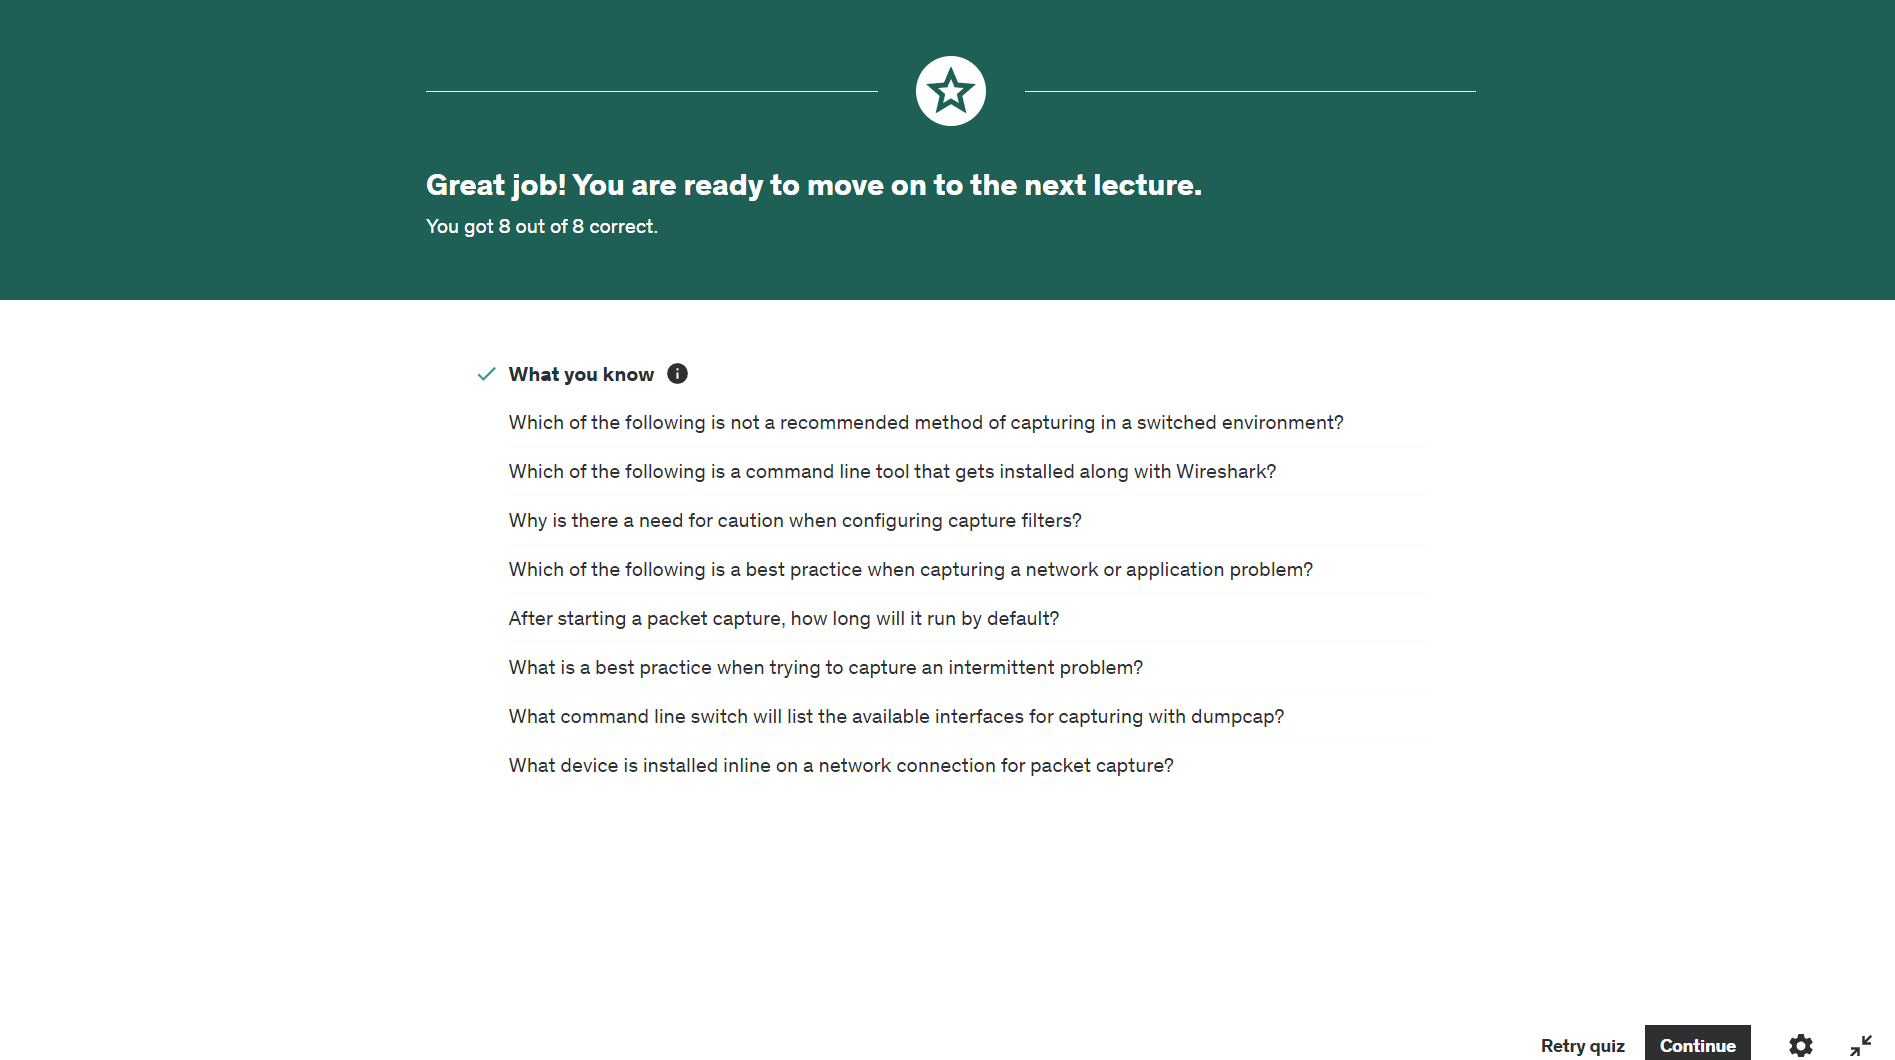 Great job! You are ready to move on to the next lecture.
You got 8 out of 8 correct.
What you know
Which of the following is not a recommended method of capturing in a switched environment?
Which of the following is a command line tool that gets installed along with Wireshark?
Why is there a need for caution when configuring capture filters?
Which of the following is a best practice when capturing a network or application problem?
After starting a packet capture, how long will it run by default?
What is a best practice when trying to capture an intermittent problem?
What command line switch will list the available interfaces for capturing with dumpcap?
What device is installed inline on a network connection for packet capture?
Retry quiz
Continue